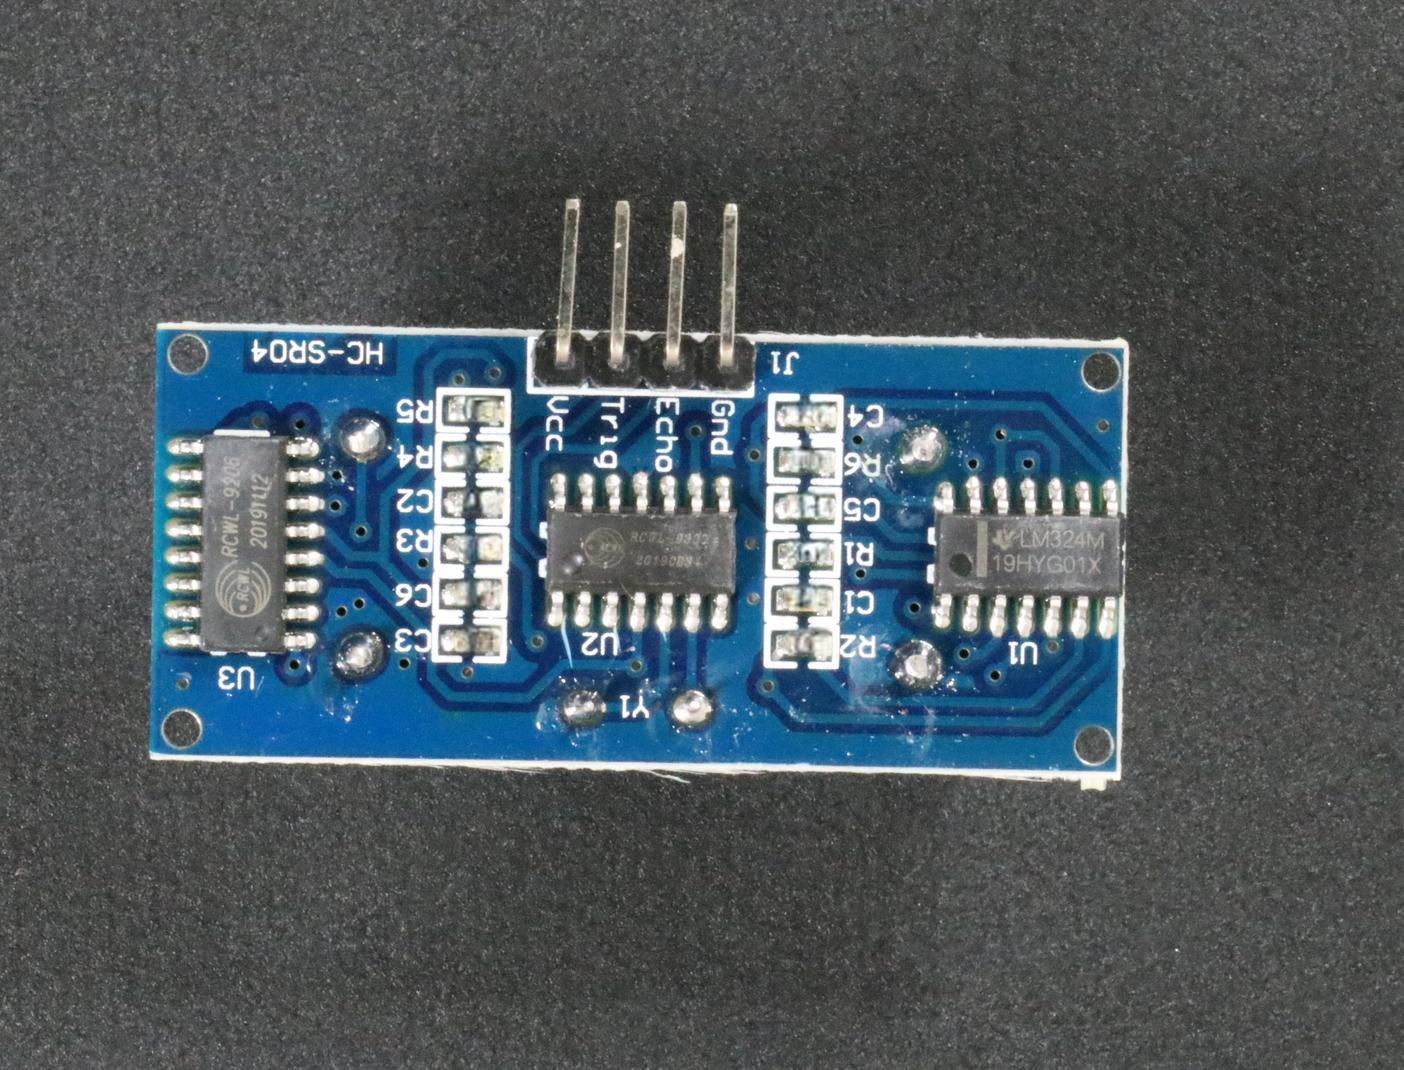 HC-SR04
J1
Vcc
Trig
Echo
Gnd
R5
R4
C2
R3
C6
C3
C4
R6
C5
R1
C1
R2
RCWL-9206
RCWL
U3
U2
Y1
LM324M
19HYG01X
U1